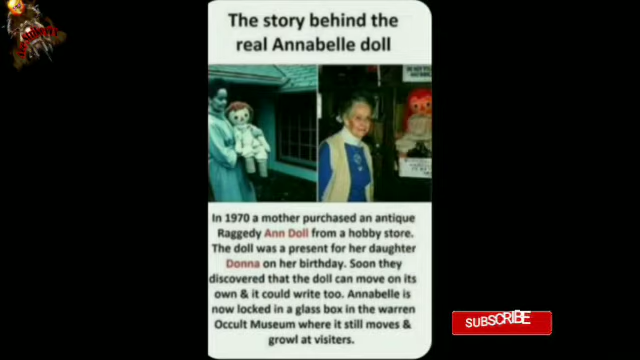 The story behind the
real Annabelle doll
In 1970 a mother purchased an antique
Raggedy Ann Doll from a hobby store.
The doll was a present for her daughter
Donna on her birthday. Soon they
discovered that the doll can move on its
own & it could write too. Annabelle is
now locked in a glass box in the warren
Occult Museum where it still moves &
growl at visiters.
SUBSCRIBE